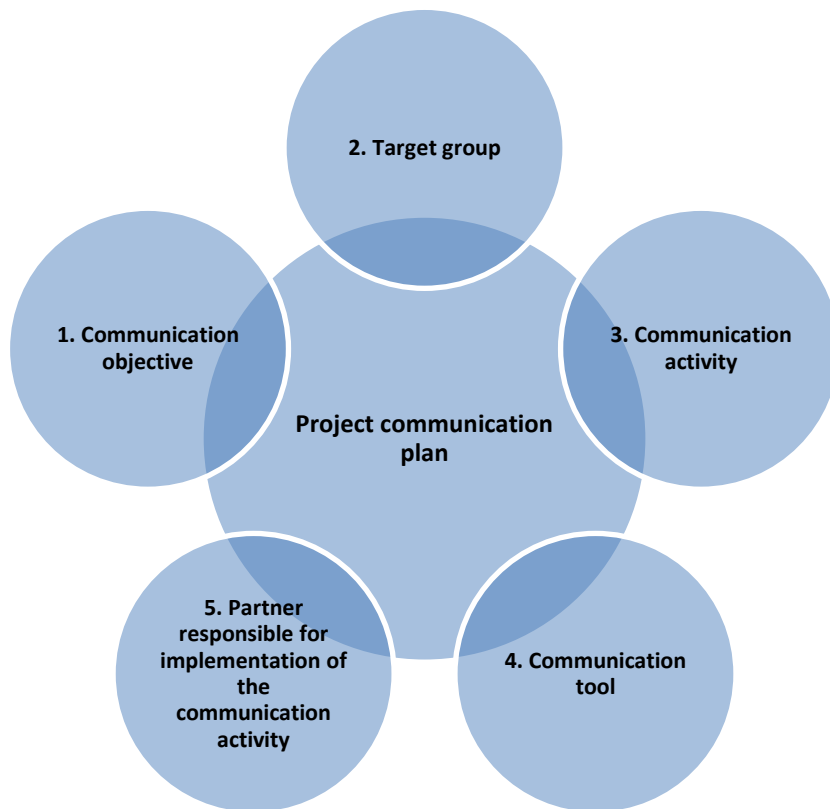 2. Target group
1. Communication
objective
3. Communication
activity
Project communication
plan
5. Partner
responsible for
implementation of
the
communication
activity
4. Communication
tool